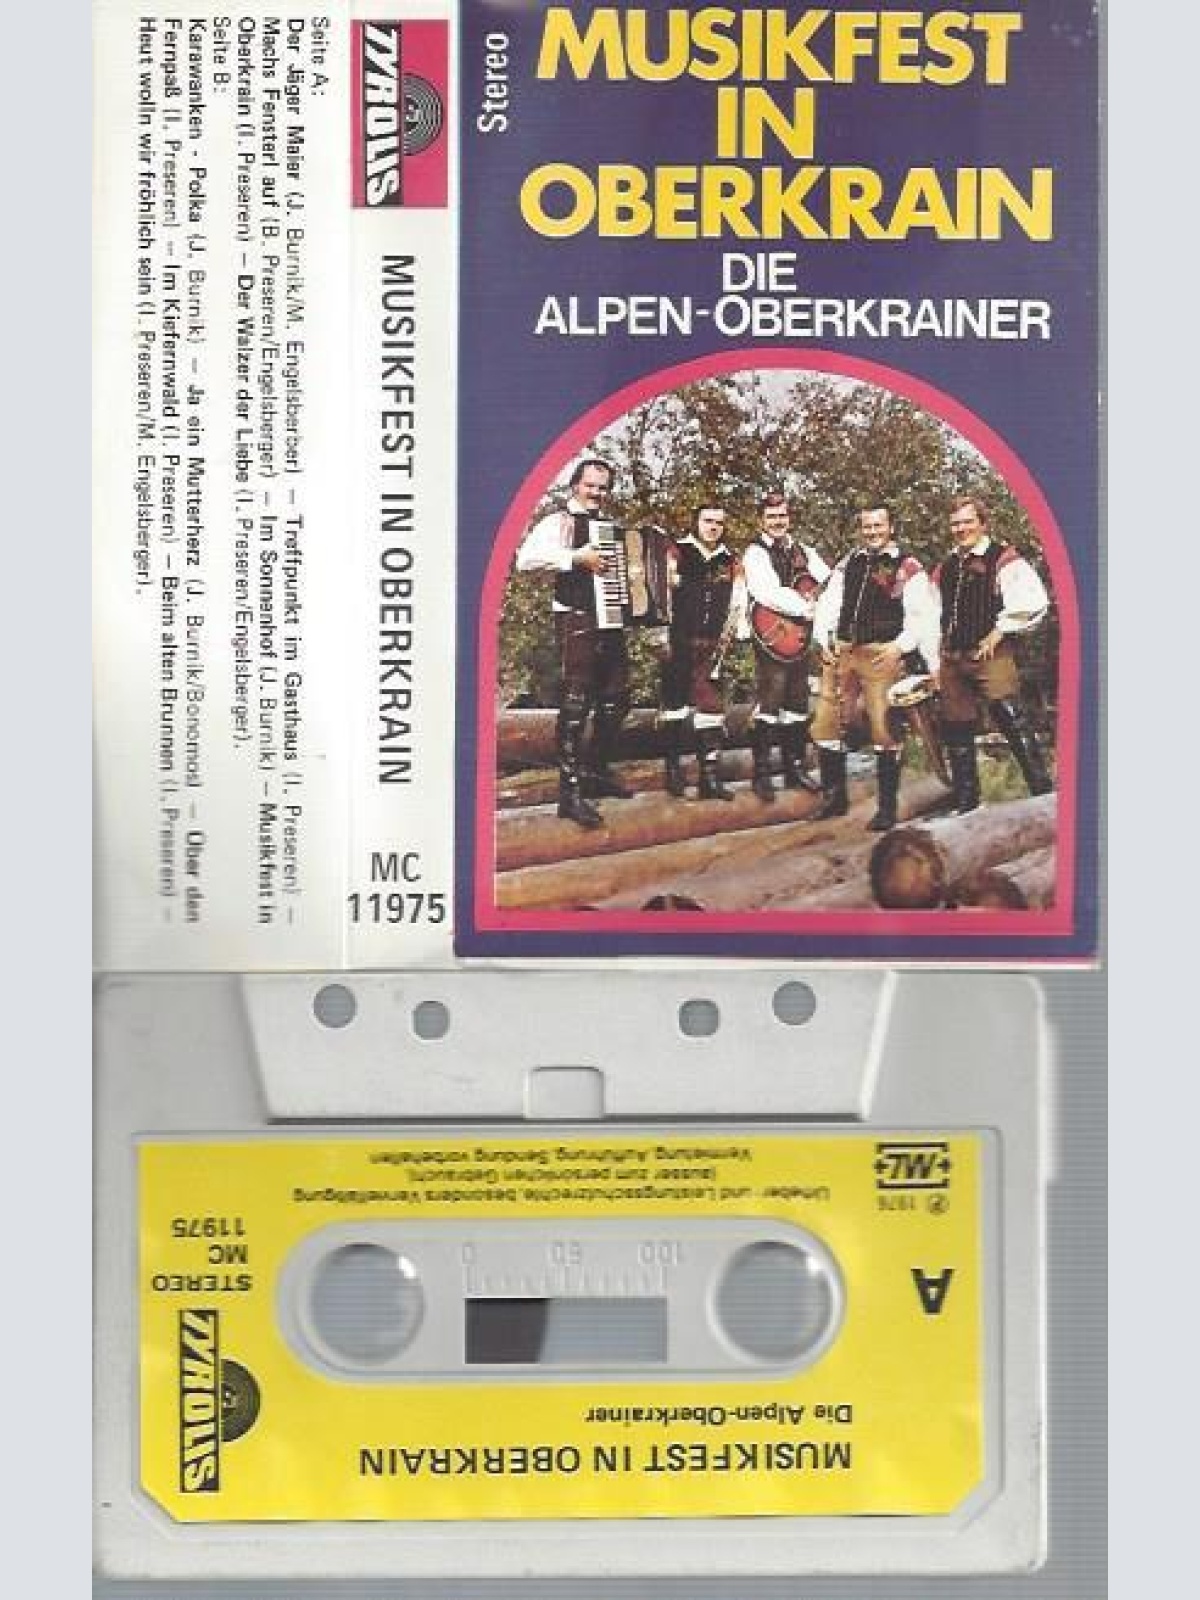 MUSIKFEST
IN
OBERKRAIN
DIE
ALPEN-OBERKRAINER
Stereo
TYROLIS
MUSIKFEST IN OBERKRAIN
MC
11975
Seite A:
Der Jäger Maier (J. Burnik/M. Engelsberber) – Treffpunkt im Gasthaus (I. Preseren) –
Machs Fensterl auf (B. Preseren/Engelsberger) – Im Sonnenhof (J. Burnik) – Musikfest in
Oberkrain (I. Preseren) – Der Walzer der Liebe (I. Preseren/Engelsberger).
Seite B:
Karawanken - Polka (J. Burnik) – Ja ein Mutterherz (J. Burnik/Bonomos) – Über den
Fernpaß (I. Preseren) – Im Kiefernwald (I. Preseren) – Beim alten Brunnen (I. Preseren) –
Heut wolln wir fröhlich sein (I. Preseren/M. Engelsberger).
MUSIKFEST IN OBERKRAIN
Die Alpen-Oberkrainer
TYROLIS
A
STEREO
MC
11975
100 50 0
℗ 1976
Urheber- und Leistungsschutzrechte, besonders Vervielfältigung
(ausser zum persönlichen Gebrauch),
Vermietung, Aufführung, Sendung vorbehalten